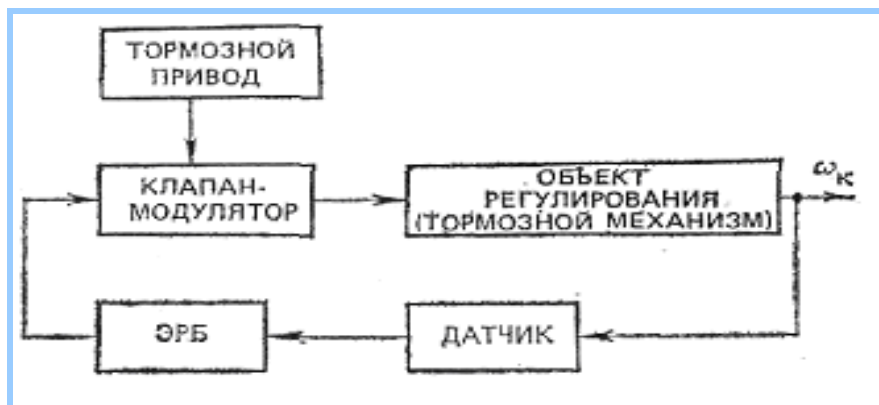 ТОРМОЗНОЙ
ПРИВОД
КЛАПАН-
МОДУЛЯТОР
ОБЪЕКТ
РЕГУЛИРОВАНИЯ
(ТОРМОЗНОЙ МЕХАНИЗМ)
ωк
ЭРБ
ДАТЧИК